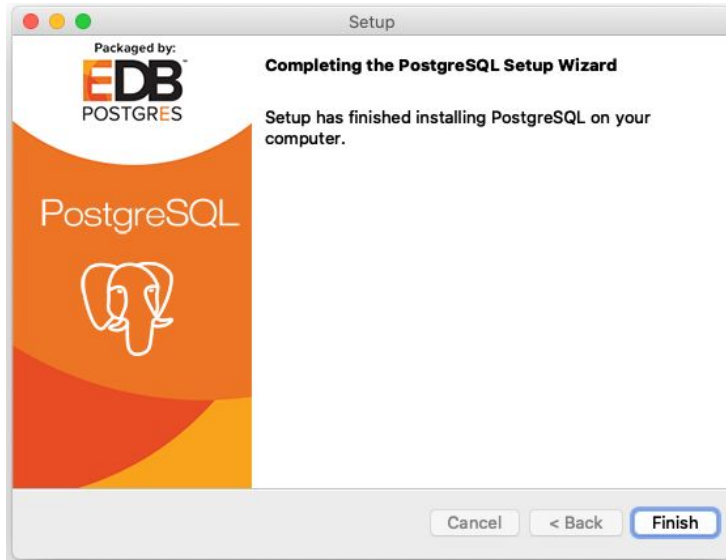 Setup
Packaged by:
EDB
POSTGRES
PostgreSQL
Completing the PostgreSQL Setup Wizard
Setup has finished installing PostgreSQL on your
computer.
Cancel
< Back
Finish